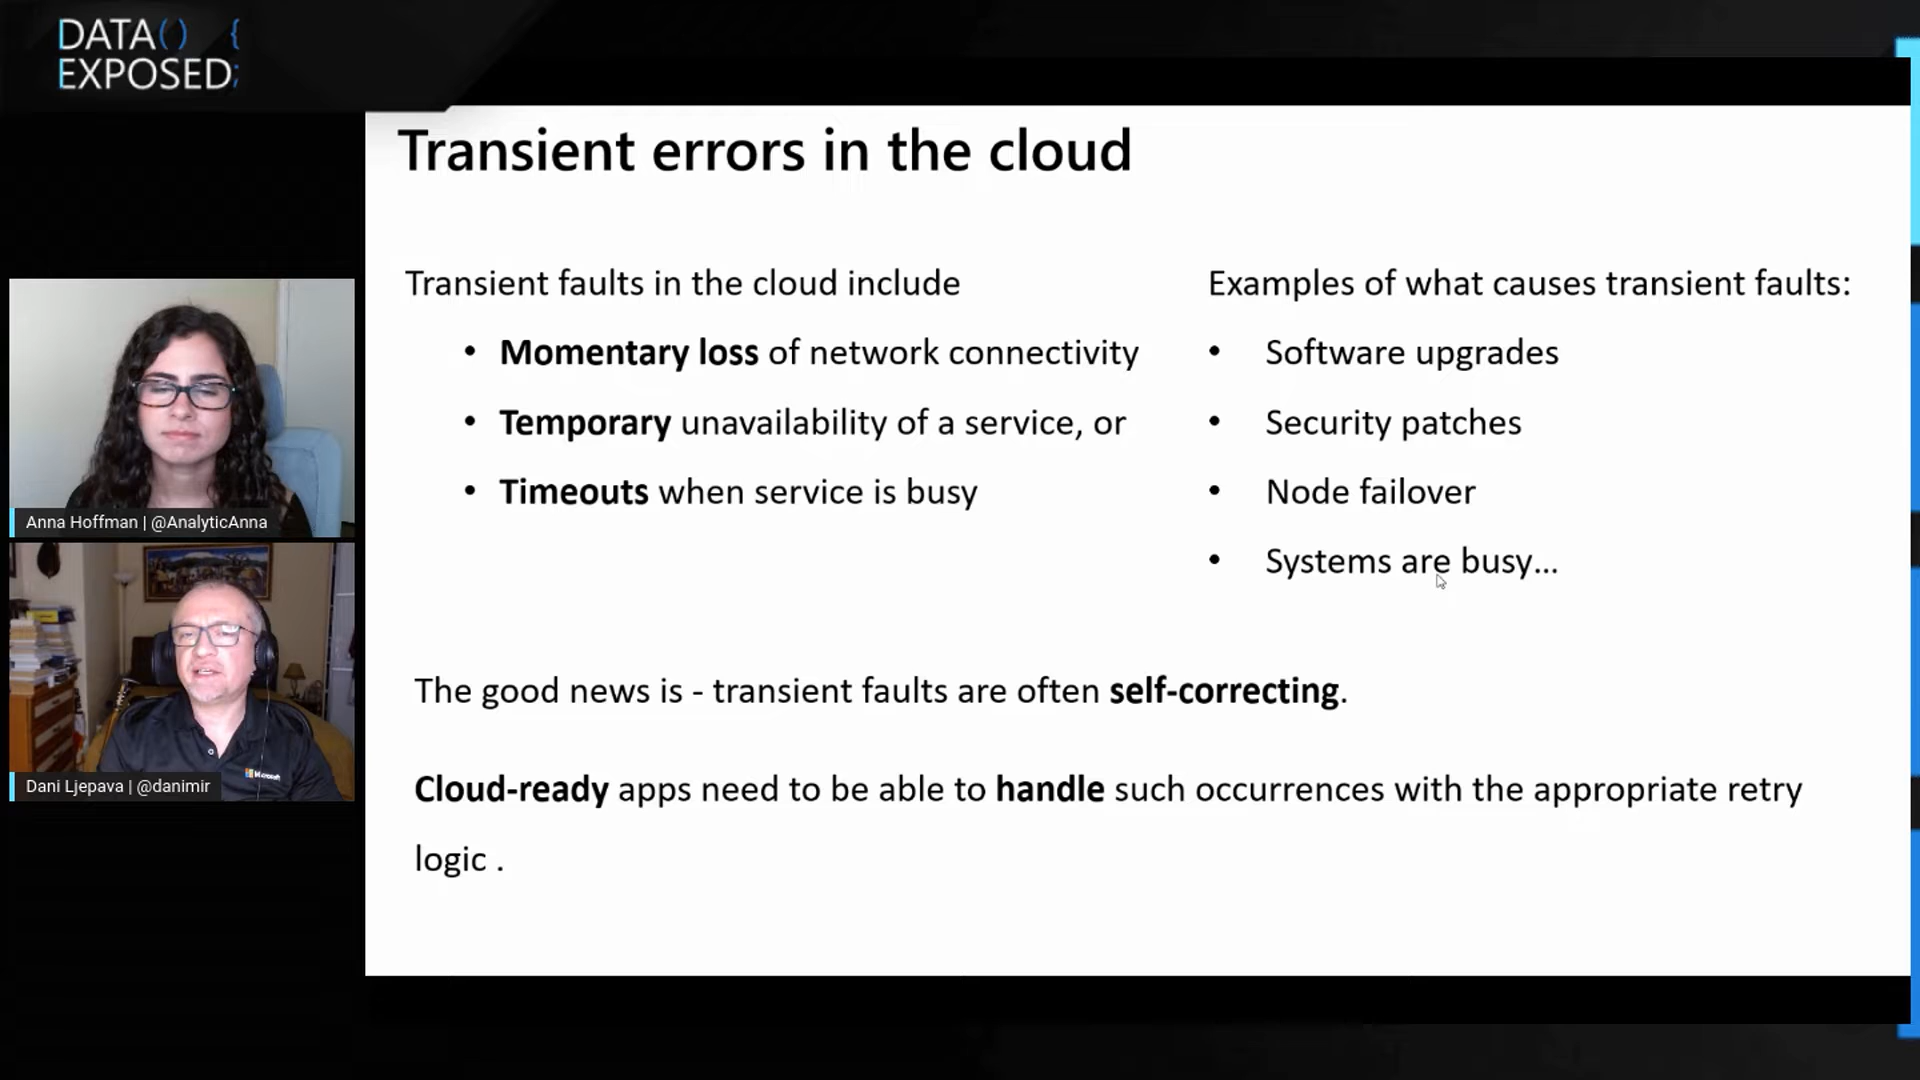 DATA() {
EXPOSED;
Transient errors in the cloud
Transient faults in the cloud include
• Momentary loss of network connectivity
• Temporary unavailability of a service, or
• Timeouts when service is busy
Examples of what causes transient faults:
• Software upgrades
• Security patches
• Node failover
• Systems are busy...
The good news is - transient faults are often self-correcting.
Cloud-ready apps need to be able to handle such occurrences with the appropriate retry
logic .
Anna Hoffman | @AnalyticAnna
Microsoft
Dani Ljepava | @danimir